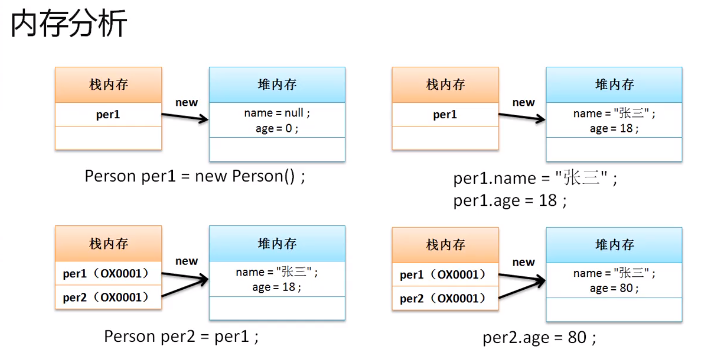 内存分析
栈内存
per1
new
堆内存
name = null ;
age = 0 ;
Person per1 = new Person() ;
栈内存
per1
new
堆内存
name = "张三" ;
age = 18 ;
per1.name = "张三" ;
per1.age = 18 ;
栈内存
per1（OX0001）
per2（OX0001）
new
堆内存
name = "张三" ;
age = 18 ;
Person per2 = per1 ;
栈内存
per1（OX0001）
per2（OX0001）
new
堆内存
name = "张三" ;
age = 80 ;
per2.age = 80 ;